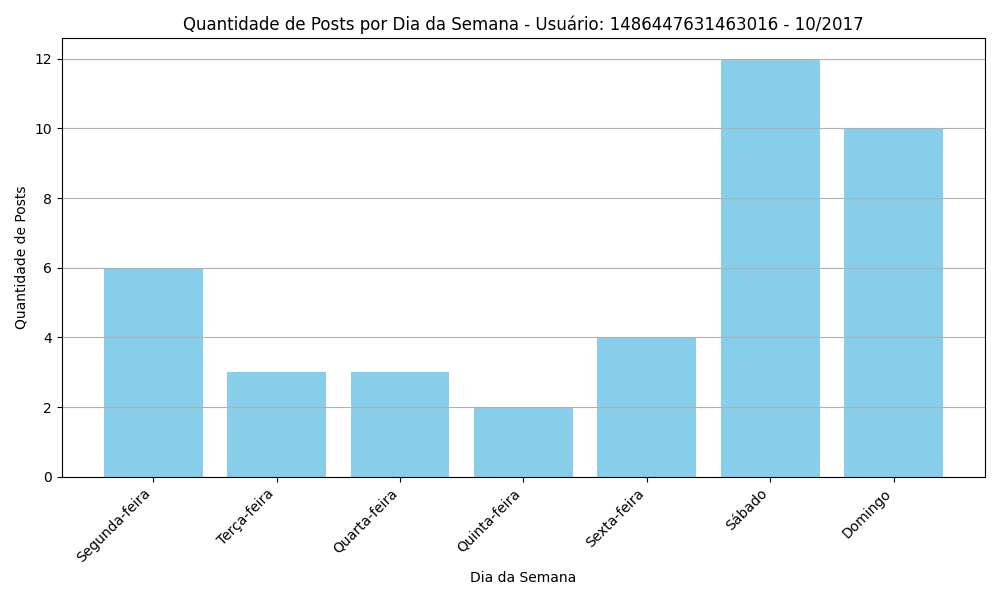 Quantidade de Posts por Dia da Semana - Usuário: 1486447631463016 - 10/2017
Quantidade de Posts
12
10
8
6
4
2
0
Segunda-feira
Terça-feira
Quarta-feira
Quinta-feira
Sexta-feira
Sábado
Domingo
Dia da Semana